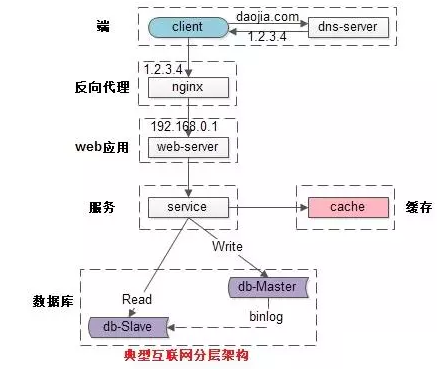 daojia.com
端
client
dns-server
1.2.3.4
1.2.3.4
反向代理
nginx
192.168.0.1
web应用
web-server
服务
service
cache
缓存
Write
db-Master
数据库
Read
binlog
db-Slave
典型互联网分层架构